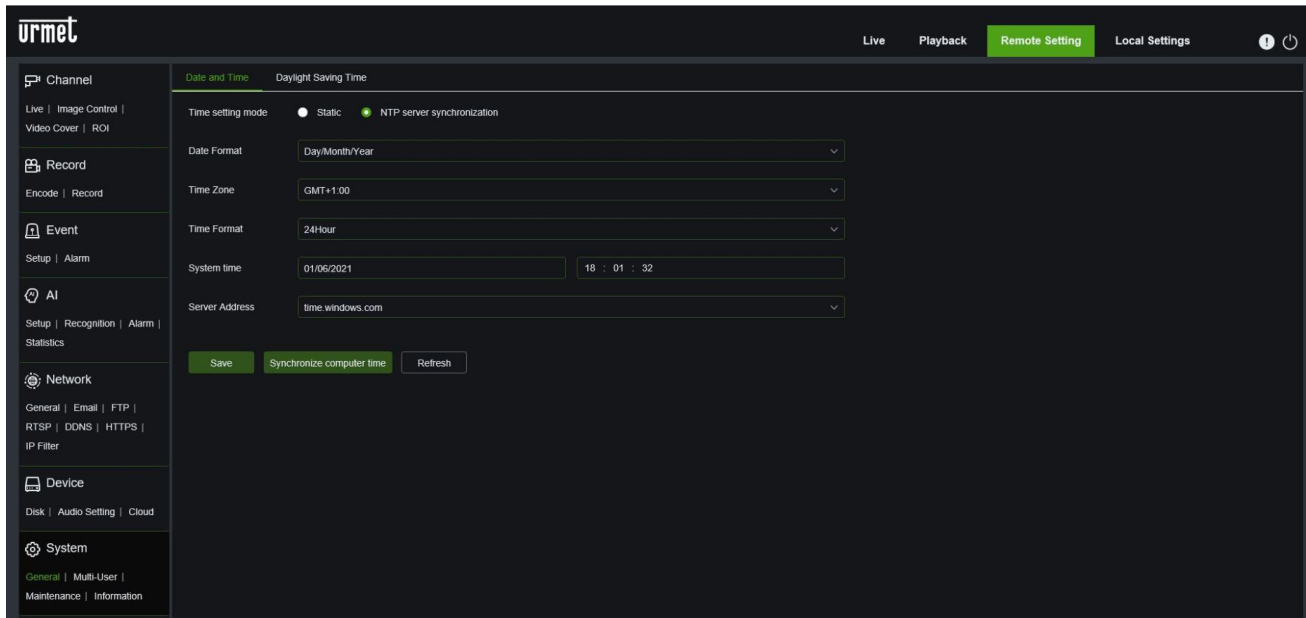 urmet
Live Playback Remote Setting Local Settings
Channel
Live | Image Control |
Video Cover | ROI
Record
Encode | Record
Event
Setup | Alarm
AI
Setup | Recognition | Alarm |
Statistics
Network
General | Email | FTP |
RTSP | DDNS | HTTPS |
IP Filter
Device
Disk | Audio Setting | Cloud
System
General | Multi-User |
Maintenance | Information
Date and Time Daylight Saving Time
Time setting mode Static NTP server synchronization
Date Format Day/Month/Year
Time Zone GMT+1:00
Time Format 24Hour
System time 01/06/2021 18 : 01 : 32
Server Address time.windows.com
Save Synchronize computer time Refresh